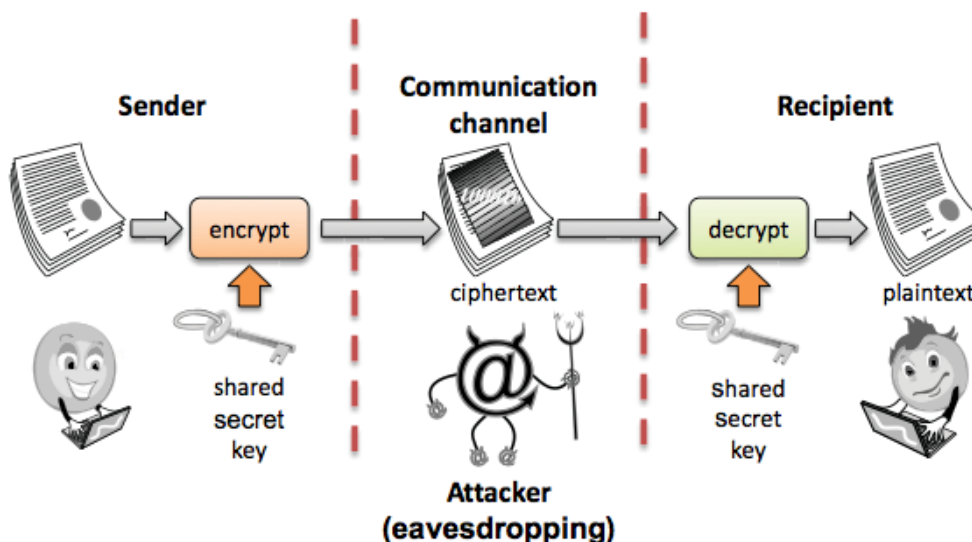 Sender
Communication
channel
Recipient
encrypt
decrypt
ciphertext
plaintext
shared
secret
key
@
shared
secret
key
Attacker
(eavesdropping)